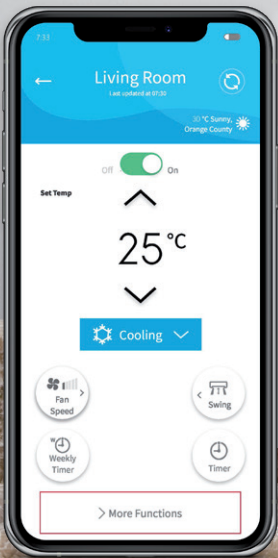 7:33
Living Room
Last updated at 07:32
30 °C Sunny,
Orange County
Off
On
Set Temp
25°C
Cooling
Fan
Speed
Swing
W
Weekly
Timer
Timer
More Functions